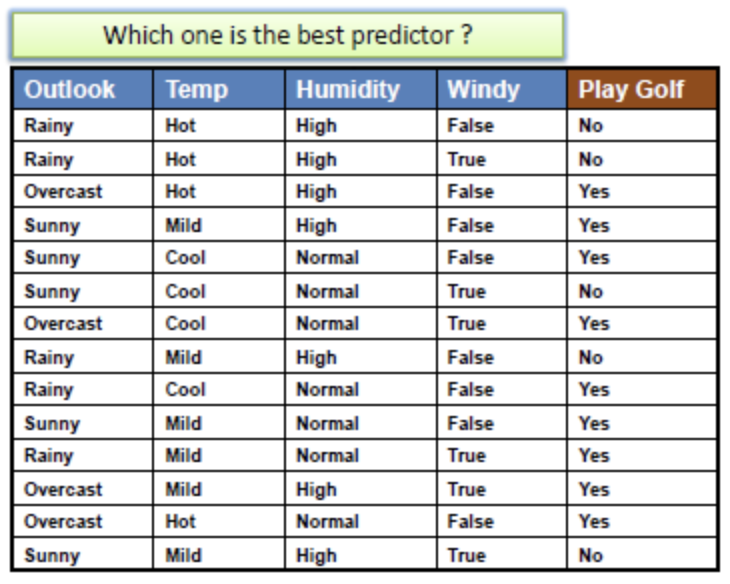 Which one is the best predictor ?
Outlook Temp Humidity Windy Play Golf
Rainy Hot High False No
Rainy Hot High True No
Overcast Hot High False Yes
Sunny Mild High False Yes
Sunny Cool Normal False Yes
Sunny Cool Normal True No
Overcast Cool Normal True Yes
Rainy Mild High False No
Rainy Cool Normal False Yes
Sunny Mild Normal False Yes
Rainy Mild Normal True Yes
Overcast Mild High True Yes
Overcast Hot Normal False Yes
Sunny Mild High True No